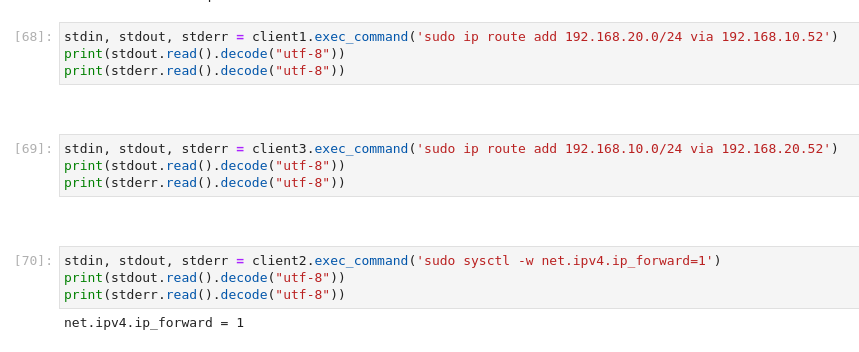 [68]: stdin, stdout, stderr = client1.exec_command('sudo ip route add 192.168.20.0/24 via 192.168.10.52')
print(stdout.read().decode("utf-8"))
print(stderr.read().decode("utf-8"))
[69]: stdin, stdout, stderr = client3.exec_command('sudo ip route add 192.168.10.0/24 via 192.168.20.52')
print(stdout.read().decode("utf-8"))
print(stderr.read().decode("utf-8"))
[70]: stdin, stdout, stderr = client2.exec_command('sudo sysctl -w net.ipv4.ip_forward=1')
print(stdout.read().decode("utf-8"))
print(stderr.read().decode("utf-8"))
net.ipv4.ip_forward = 1